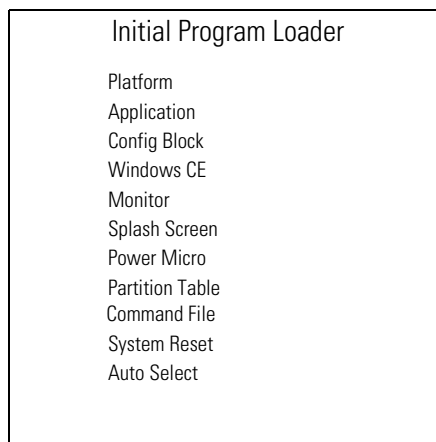 Initial Program Loader
Platform
Application
Config Block
Windows CE
Monitor
Splash Screen
Power Micro
Partition Table
Command File
System Reset
Auto Select